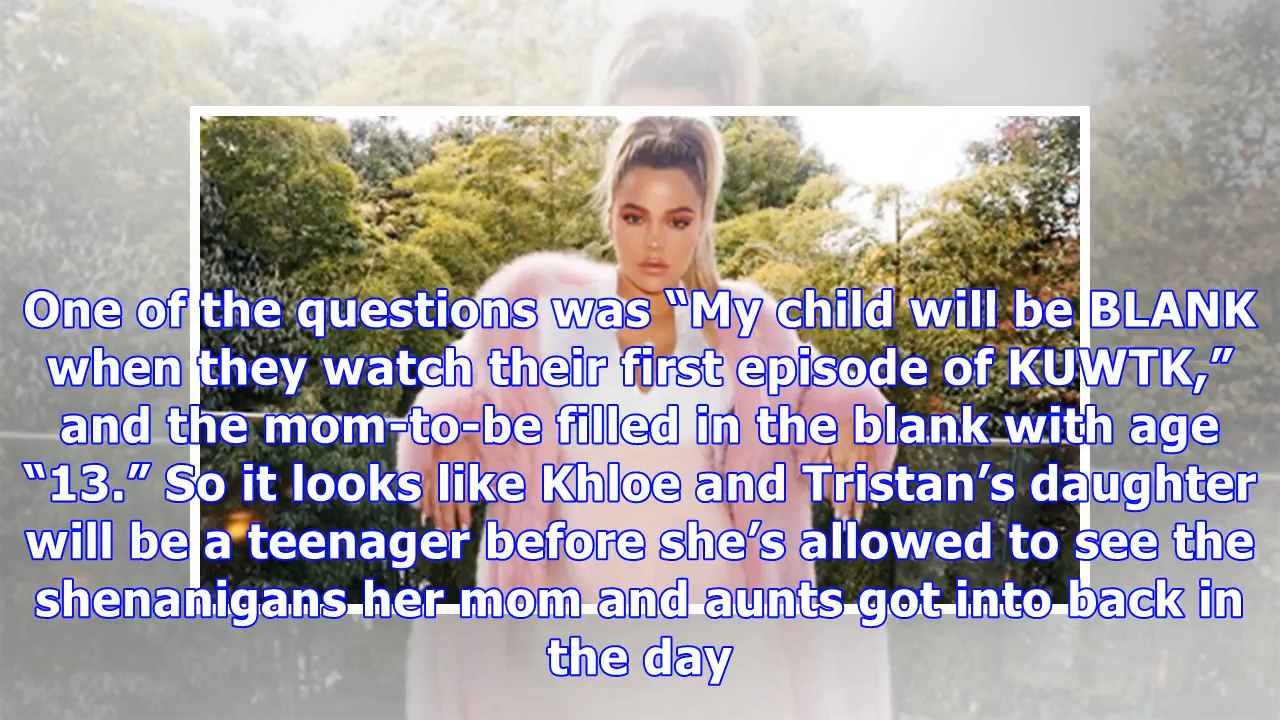 One of the questions was “My child will be BLANK
when they watch their first episode of KUWTK,”
and the mom-to-be filled in the blank with age
“13.” So it looks like Khloe and Tristan’s daughter
will be a teenager before she’s allowed to see the
shenanigans her mom and aunts got into back in
the day